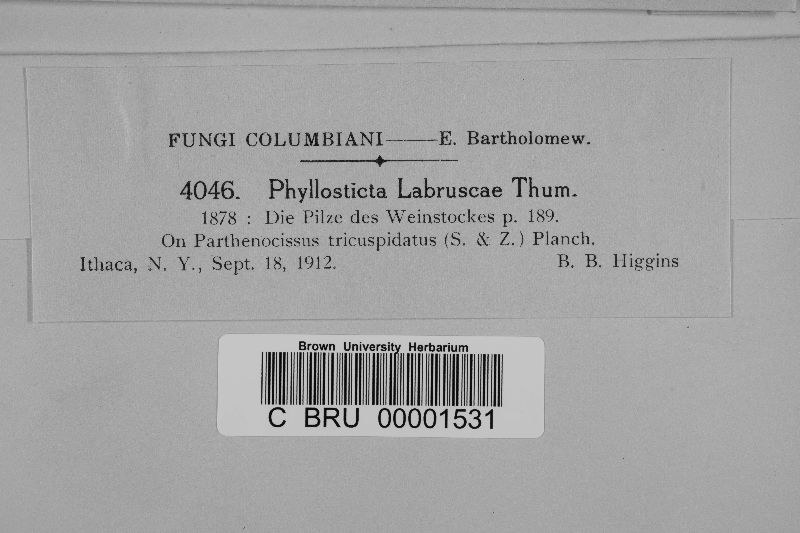 FUNGI COLUMBIANI——E. Bartholomew.
4046. Phyllosticta Labruscae Thum.
1878 : Die Pilze des Weinstockes p. 189.
On Parthenocissus tricuspidatus (S. & Z.) Planch.
Ithaca, N. Y., Sept. 18, 1912. B. B. Higgins
Brown University Herbarium
C BRU 00001531